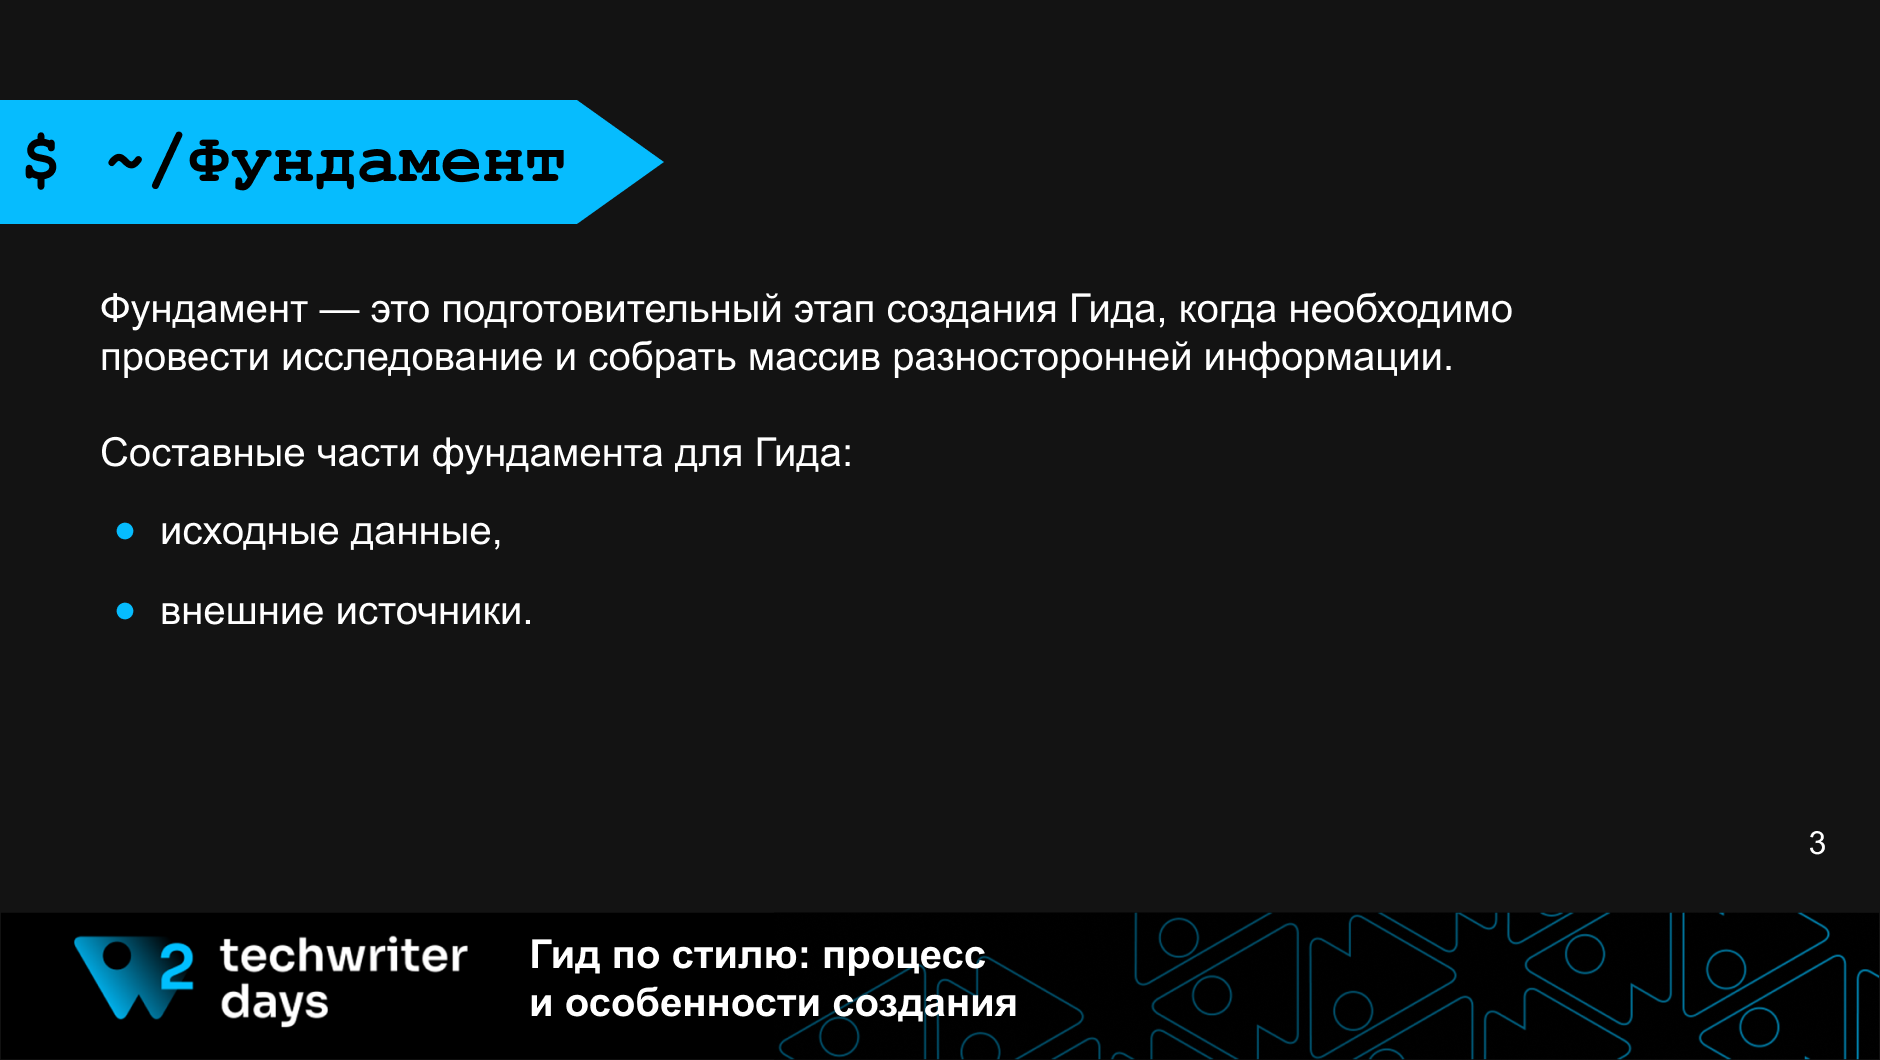 $ ~/Фундамент
Фундамент — это подготовительный этап создания Гида, когда необходимо
провести исследование и собрать массив разносторонней информации.
Составные части фундамента для Гида:
● исходные данные,
● внешние источники.
3
2 techwriter
days
Гид по стилю: процесс
и особенности создания